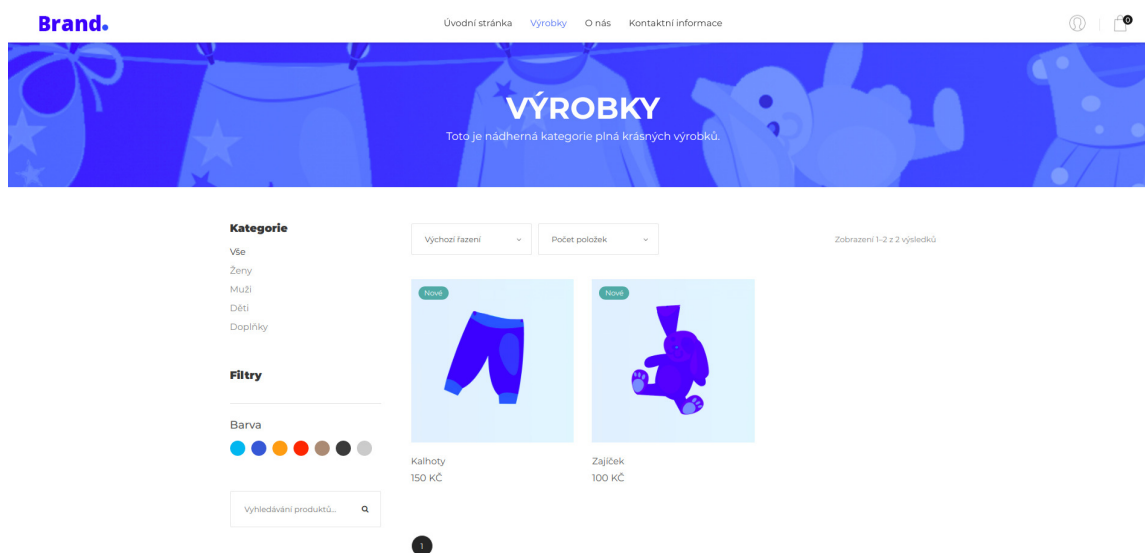 Brand.
Úvodní stránka Výrobky O nás Kontaktní informace
0
VÝROBKY
Toto je nádherná kategorie plná krásných výrobků.
Kategorie
Vše
Ženy
Muži
Děti
Doplňky
Filtry
Barva
Vyhledávání produktů...
Výchozí řazení
Počet položek
Zobrazení 1–2 z 2 výsledků
Nové
Kalhoty
150 KČ
Nové
Zajíček
100 KČ
1